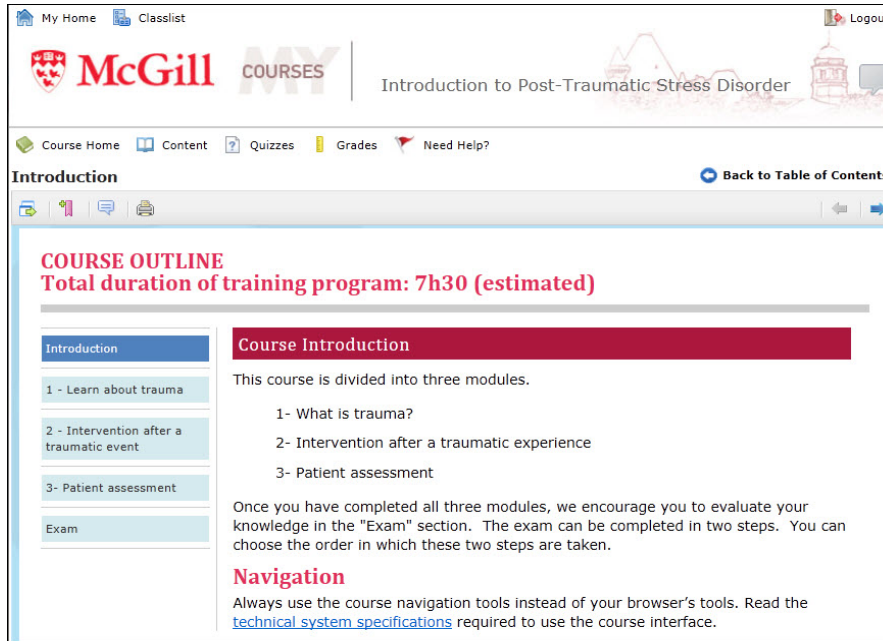 My Home Classlist Logou
McGill MY COURSES Introduction to Post-Traumatic Stress Disorder
Course Home Content Quizzes Grades Need Help?
Introduction Back to Table of Contents
COURSE OUTLINE
Total duration of training program: 7h30 (estimated)
Introduction
1 - Learn about trauma
2 - Intervention after a
traumatic event
3- Patient assessment
Exam
Course Introduction
This course is divided into three modules.
1- What is trauma?
2- Intervention after a traumatic experience
3- Patient assessment
Once you have completed all three modules, we encourage you to evaluate your
knowledge in the "Exam" section. The exam can be completed in two steps. You can
choose the order in which these two steps are taken.
Navigation
Always use the course navigation tools instead of your browser's tools. Read the
technical system specifications required to use the course interface.